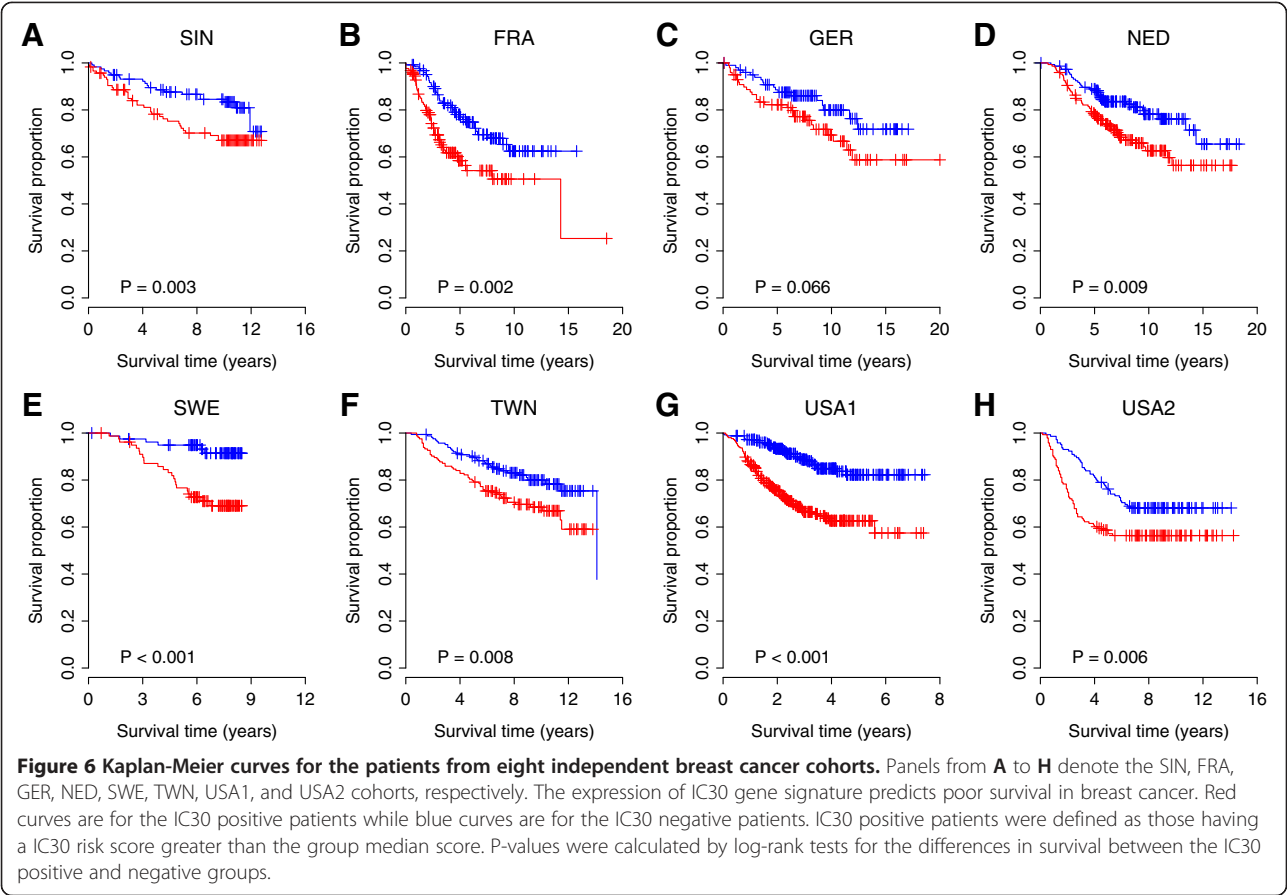 A SIN
B FRA
C GER
D NED
Survival proportion
0.0 0.2 0.4 0.6 0.8 1.0
P = 0.003
0 4 8 12 16
Survival time (years)
Survival proportion
0.0 0.2 0.4 0.6 0.8 1.0
P = 0.002
0 5 10 15 20
Survival time (years)
Survival proportion
0.0 0.2 0.4 0.6 0.8 1.0
P = 0.066
0 5 10 15 20
Survival time (years)
Survival proportion
0.0 0.2 0.4 0.6 0.8 1.0
P = 0.009
0 5 10 15 20
Survival time (years)
E SWE
F TWN
G USA1
H USA2
Survival proportion
0.0 0.2 0.4 0.6 0.8 1.0
P < 0.001
0 3 6 9 12
Survival time (years)
Survival proportion
0.0 0.2 0.4 0.6 0.8 1.0
P = 0.008
0 4 8 12 16
Survival time (years)
Survival proportion
0.0 0.2 0.4 0.6 0.8 1.0
P < 0.001
0 2 4 6 8
Survival time (years)
Survival proportion
0.0 0.2 0.4 0.6 0.8 1.0
P = 0.006
0 4 8 12 16
Survival time (years)
Figure 6 Kaplan-Meier curves for the patients from eight independent breast cancer cohorts. Panels from A to H denote the SIN, FRA,
GER, NED, SWE, TWN, USA1, and USA2 cohorts, respectively. The expression of IC30 gene signature predicts poor survival in breast cancer. Red
curves are for the IC30 positive patients while blue curves are for the IC30 negative patients. IC30 positive patients were defined as those having
a IC30 risk score greater than the group median score. P-values were calculated by log-rank tests for the differences in survival between the IC30
positive and negative groups.